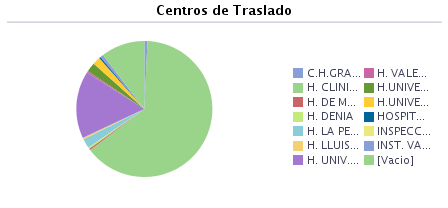 Centros de Traslado
C.H.GRA...
H. CLINI...
H. DE M...
H. DENIA
H. LA PE...
H. LLUIS...
H. UNIV....
H. VALE...
H.UNIVE...
H.UNIVE...
HOSPIT...
INSPECC...
INST. VA...
[Vacio]